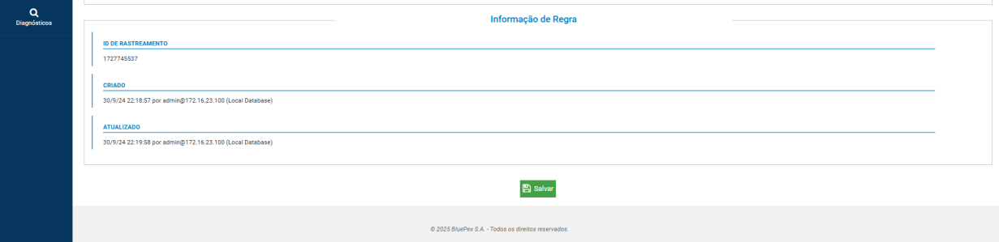 Diagnósticos
Informação de Regra
ID DE RASTREAMENTO
1727745537
CRIADO
30/9/24 22:18:57 por admin@172.16.23.100 (Local Database)
ATUALIZADO
30/9/24 22:19:58 por admin@172.16.23.100 (Local Database)
Salvar
© 2025 BluePex S.A. - Todos os direitos reservados.